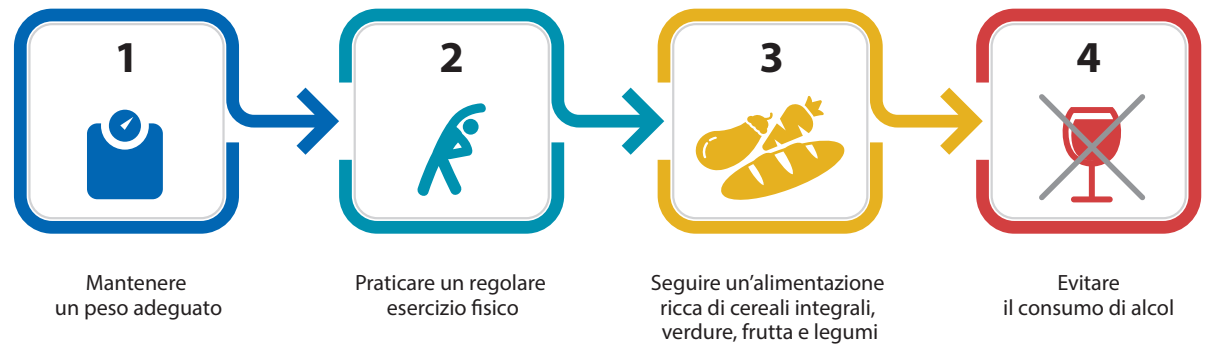 1
Mantenere
un peso adeguato
2
Praticare un regolare
esercizio fisico
3
Seguire un’alimentazione
ricca di cereali integrali,
verdure, frutta e legumi
4
Evitare
il consumo di alcol